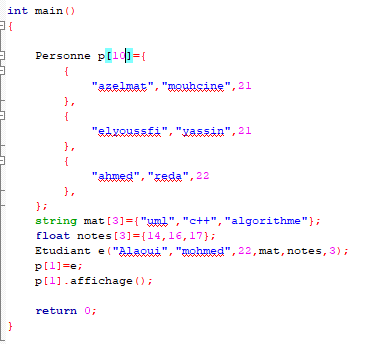 int main()
{
Personne p[10]={
{
"azelmat","mouhcine",21
},
{
"elyoussfi","yassin",21
},
{
"ahmed","reda",22
},
};
string mat[3]={"uml","c++","algorithme"};
float notes[3]={14,16,17};
Etudiant e("Alaoui","mohmed",22,mat,notes,3);
p[1]=e;
p[1].affichage();
return 0;
}